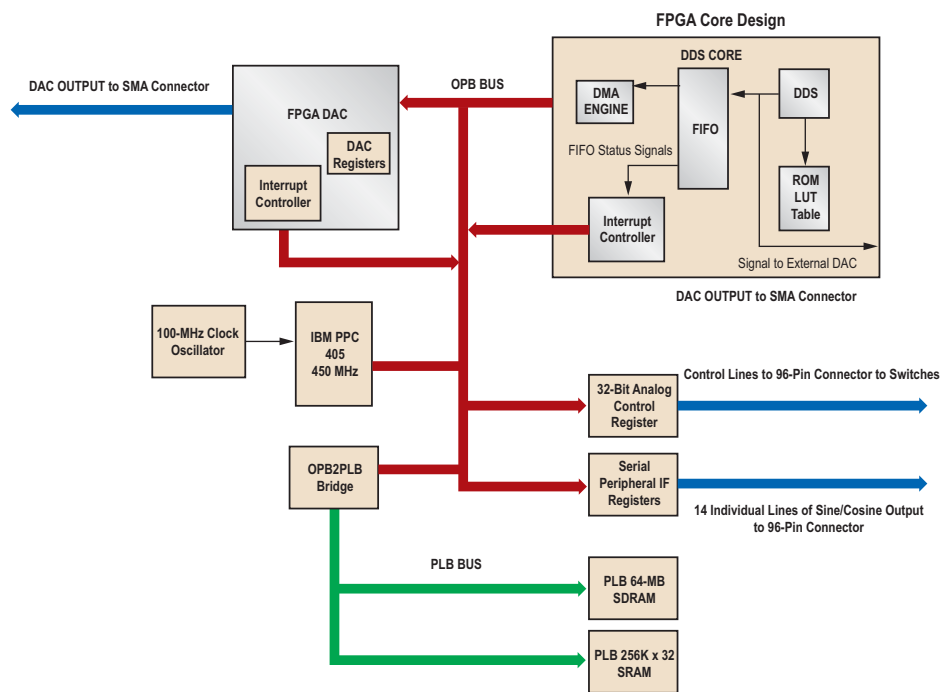 FPGA Core Design
DAC OUTPUT to SMA Connector
FPGA DAC
DAC
Registers
Interrupt
Controller
OPB BUS
DDS CORE
DMA
ENGINE
FIFO
DDS
FIFO Status Signals
ROM
LUT
Table
Interrupt
Controller
Signal to External DAC
DAC OUTPUT to SMA Connector
100-MHz Clock
Oscillator
IBM PPC
405
450 MHz
32-Bit Analog
Control
Register
Control Lines to 96-Pin Connector to Switches
OPB2PLB
Bridge
Serial
Peripheral IF
Registers
14 Individual Lines of Sine/Cosine Output
to 96-Pin Connector
PLB BUS
PLB 64-MB
SDRAM
PLB 256K x 32
SRAM